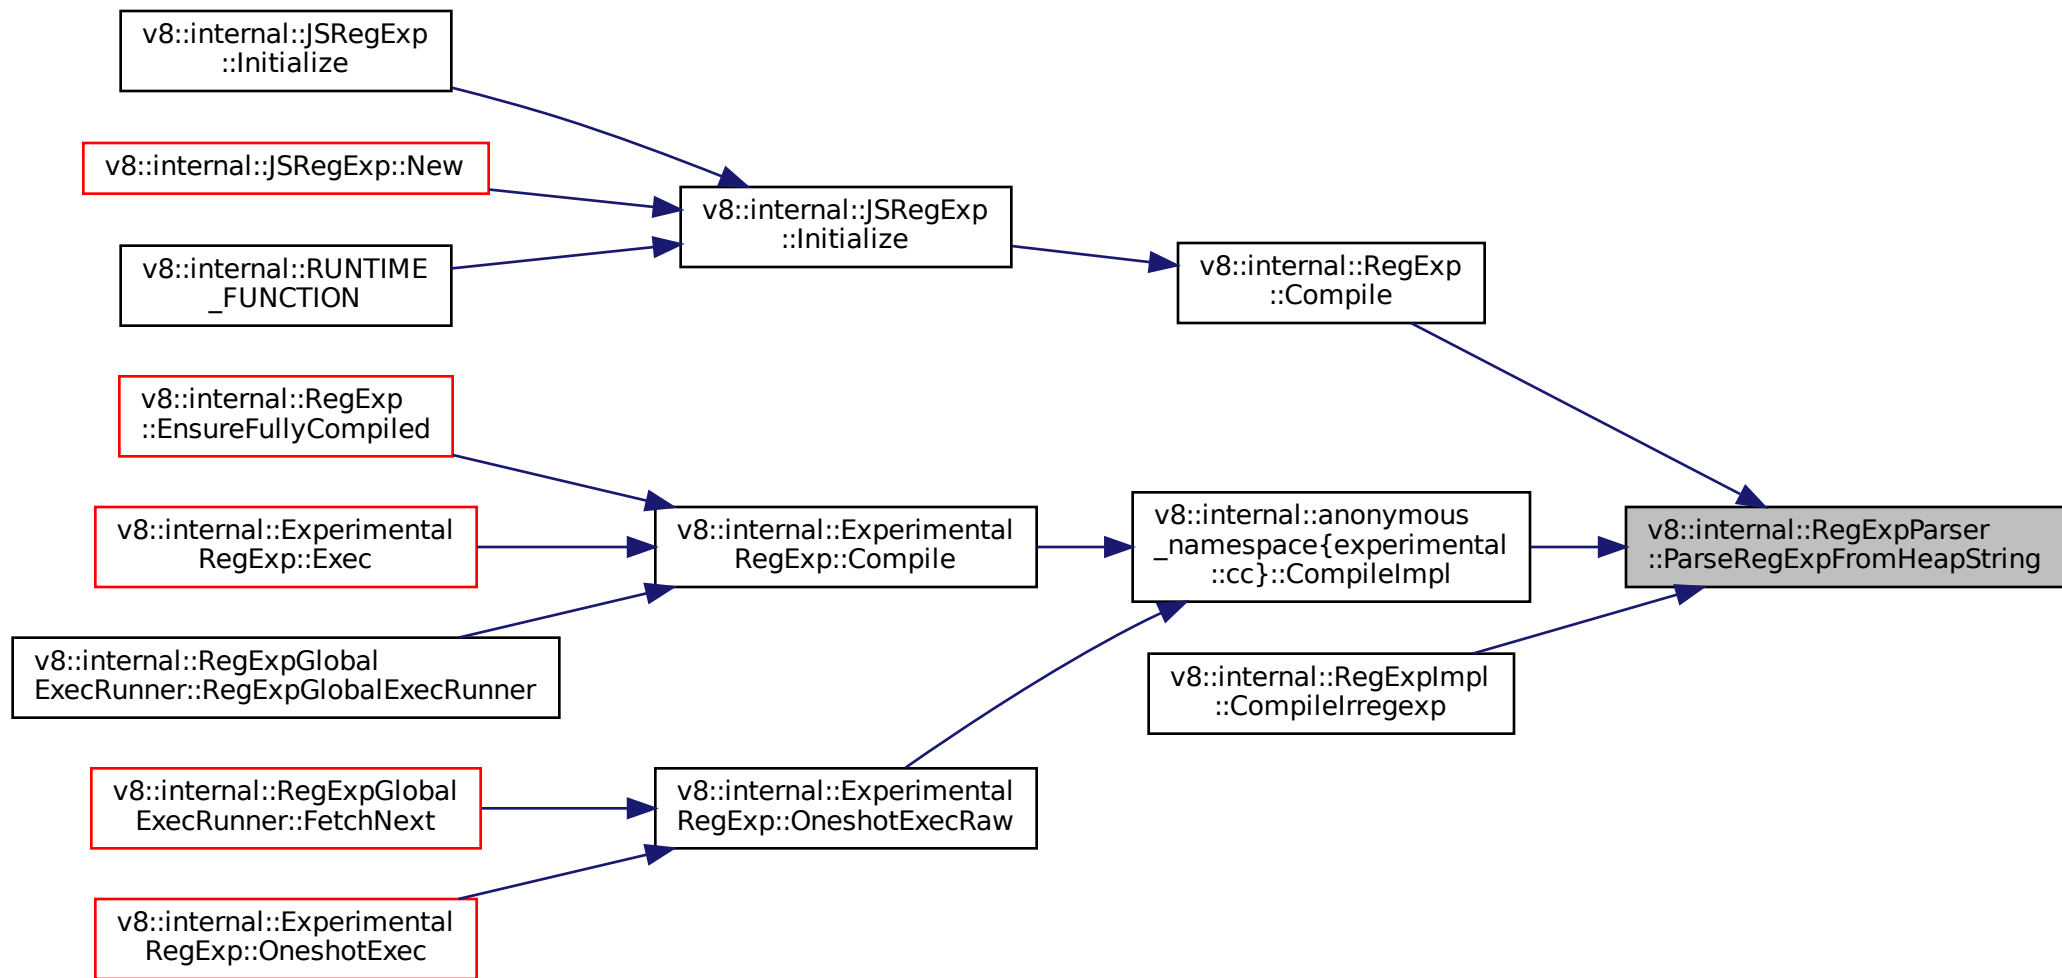 v8::internal::JSRegExp
::Initialize
v8::internal::JSRegExp::New
v8::internal::RUNTIME
_FUNCTION
v8::internal::RegExp
::EnsureFullyCompiled
v8::internal::Experimental
RegExp::Exec
v8::internal::RegExpGlobal
ExecRunner::RegExpGlobalExecRunner
v8::internal::RegExpGlobal
ExecRunner::FetchNext
v8::internal::Experimental
RegExp::OneshotExec
v8::internal::JSRegExp
::Initialize
v8::internal::Experimental
RegExp::Compile
v8::internal::Experimental
RegExp::OneshotExecRaw
v8::internal::RegExp
::Compile
v8::internal::anonymous
_namespace{experimental
::cc}::CompileImpl
v8::internal::RegExpImpl
::CompileIrregexp
v8::internal::RegExpParser
::ParseRegExpFromHeapString